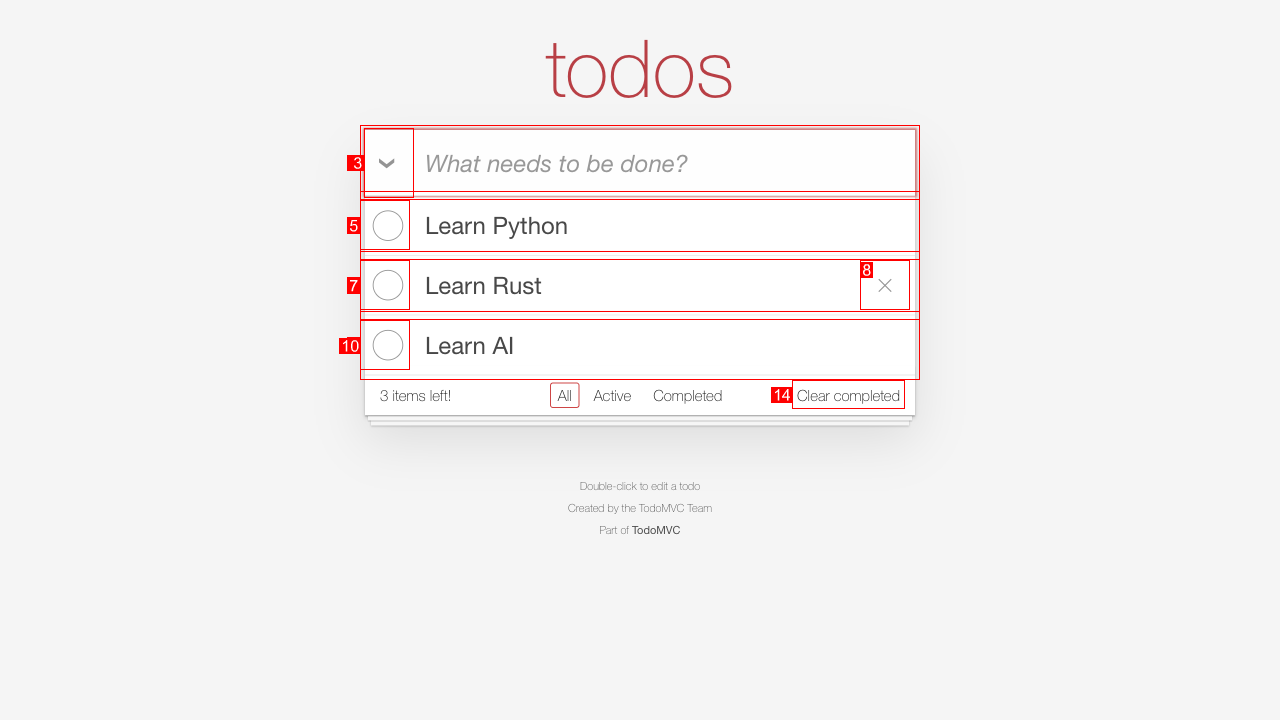 todos
3 What needs to be done?
5 Learn Python
7 Learn Rust 8
10 Learn AI
3 items left! All Active Completed 14 Clear completed
Double-click to edit a todo
Created by the TodoMVC Team
Part of TodoMVC